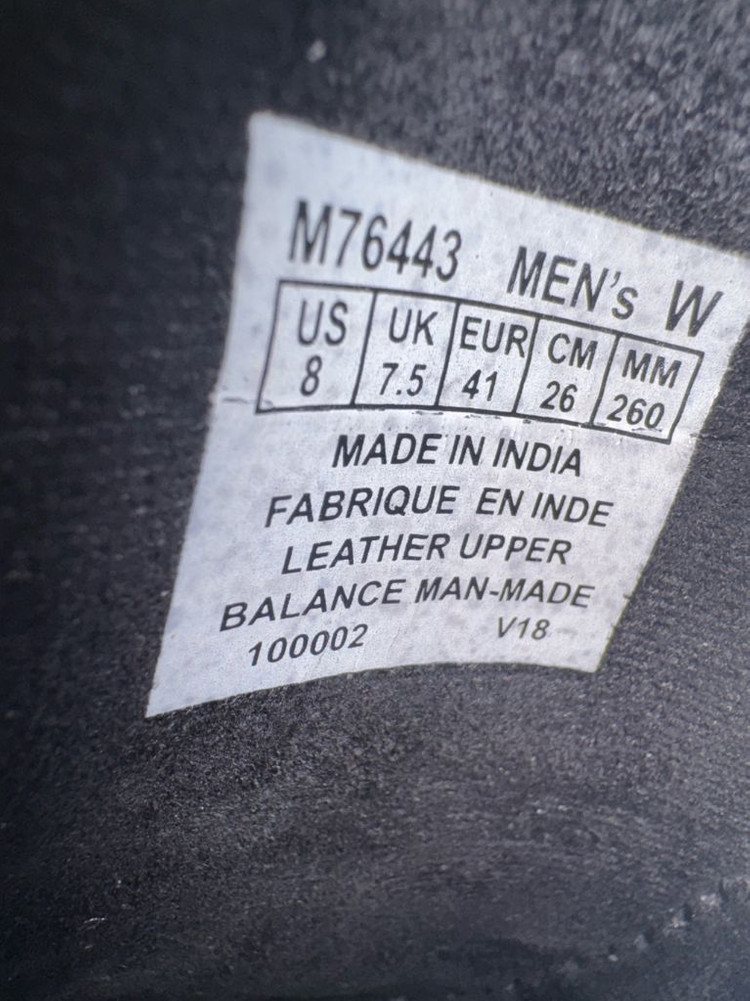 M76443 MEN's W
US UK EUR CM MM
8 7.5 41 26 260
MADE IN INDIA
FABRIQUE EN INDE
LEATHER UPPER
BALANCE MAN-MADE
100002 V18